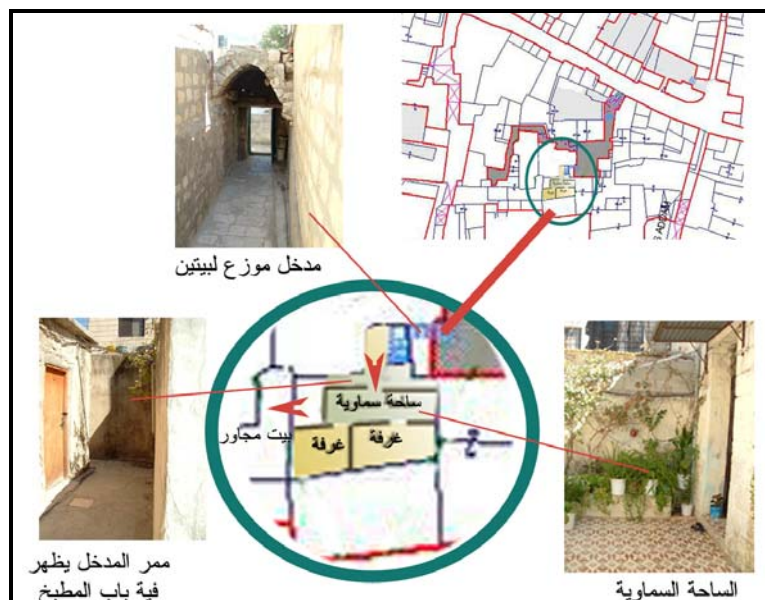 مدخل موزع لبيتين
ساحة سماوية
بيت مجاور
غرفة
غرفة
ممر المدخل يظهر
فية باب المطبخ
الساحة السماوية